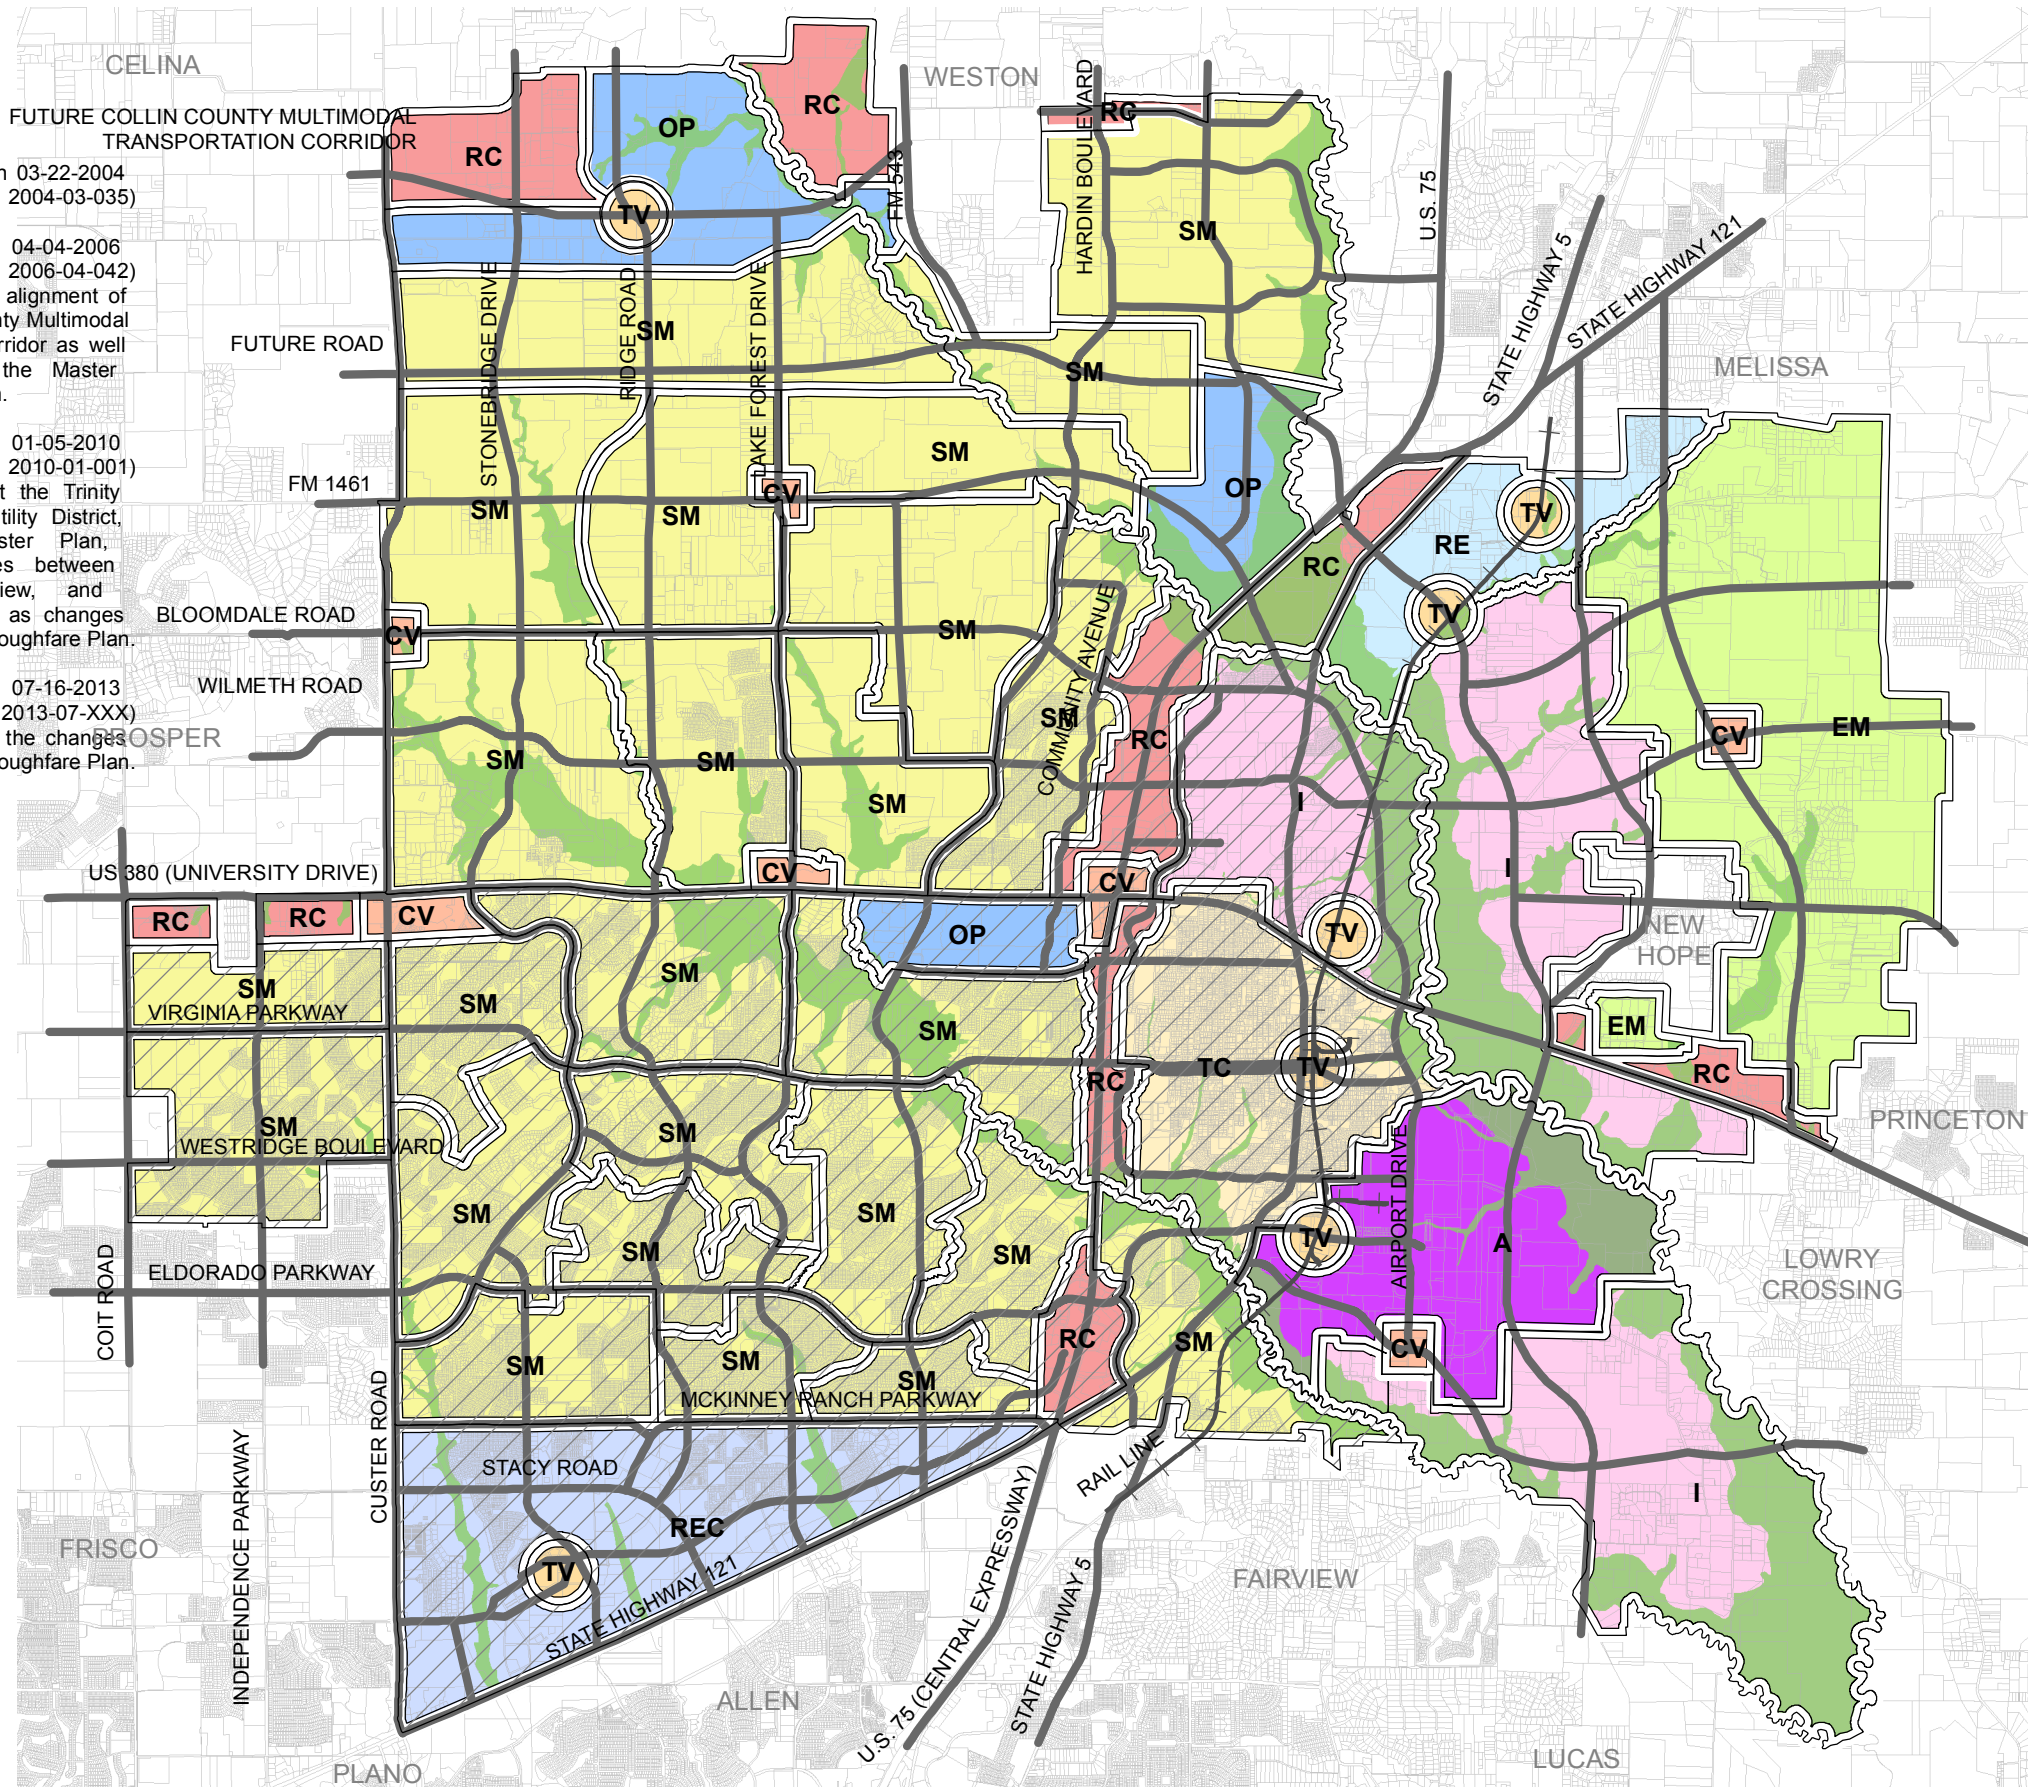 CELINA
WESTON
FUTURE COLLIN COUNTY MULTIMODAL
TRANSPORTATION CORRIDOR
03-22-2004
2004-03-035)
04-04-2006
2006-04-042)
alignment of
Multimodal
as well
the Master
01-05-2010
2010-01-001)
the Trinity
District,
Plan,
between
and
as changes
Plan.
07-16-2013
2013-07-XXX)
the changes
Plan.
RC
OP
RC
RC
TV
FM 543
HARDIN BOULEVARD
SM
U.S. 75
STATE HIGHWAY 5
STATE HIGHWAY 121
MELISSA
FUTURE ROAD
STONEBRIDGE DRIVE
RIDGE ROAD
SM
LAKE FOREST DRIVE
SM
SM
FM 1461
SM
SM
CV
OP
RC
RE
TV
TV
BLOOMDALE ROAD
CV
SM
COMMUNITY AVENUE
WILMETH ROAD
PROSPER
SM
SM
SM
SM
RC
I
I
CV
EM
US 380 (UNIVERSITY DRIVE)
CV
CV
RC
RC
CV
OP
TV
NEW
HOPE
SM
VIRGINIA PARKWAY
SM
SM
SM
EM
RC
TC
TV
RC
PRINCETON
SM
WESTRIDGE BOULEVARD
SM
SM
SM
SM
SM
TV
AIRPORT DRIVE
A
LOWRY
CROSSING
COIT ROAD
ELDORADO PARKWAY
SM
SM
SM
RC
SM
CV
MCKINNEY RANCH PARKWAY
CUSTER ROAD
INDEPENDENCE PARKWAY
STACY ROAD
RAIL LINE
I
REC
TV
STATE HIGHWAY 121
FRISCO
FAIRVIEW
U.S. 75 (CENTRAL EXPRESSWAY)
STATE HIGHWAY 5
ALLEN
PLANO
LUCAS